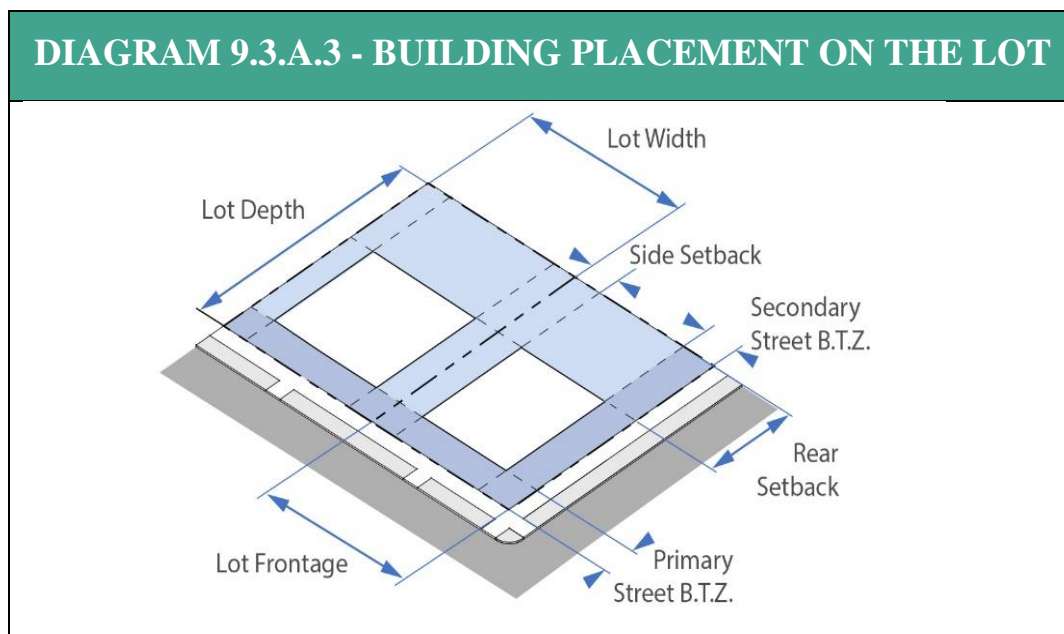 DIAGRAM 9.3.A.3 - BUILDING PLACEMENT ON THE LOT
Lot Width
Lot Depth
Side Setback
Secondary
Street B.T.Z.
Rear
Setback
Lot Frontage
Primary
Street B.T.Z.